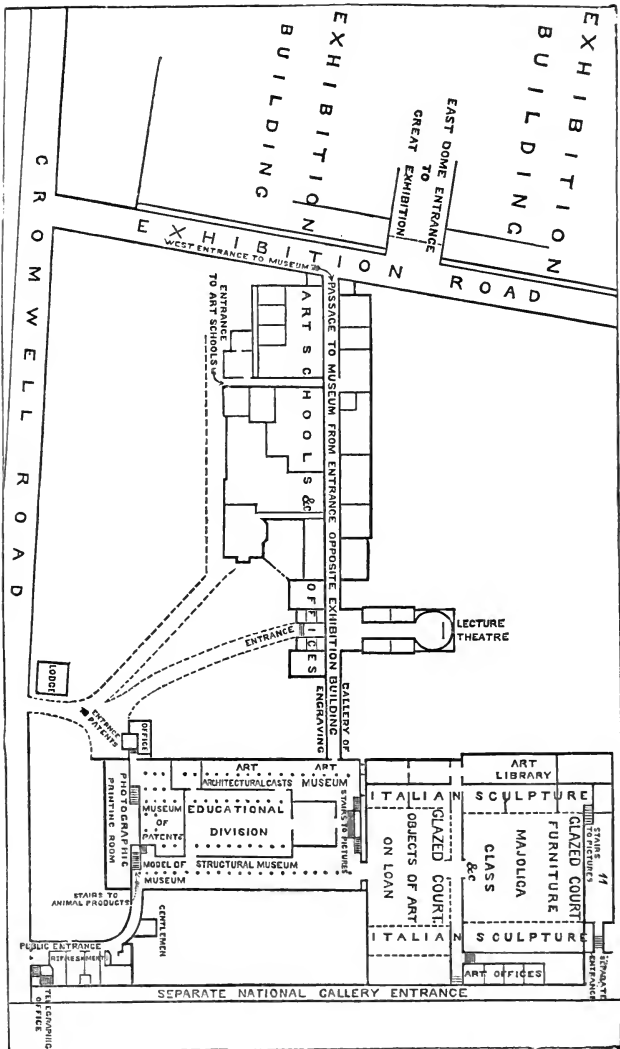 EXHIBITION
BUILDING
EXHIBITION
BUILDING
EAST DOME ENTRANCE
TO
GREAT EXHIBITION
EXHIBITION ROAD
CROMWELL ROAD
WEST ENTRANCE TO MUSEUM
PASSAGE TO MUSEUM FROM ENTRANCE OPPOSITE EXHIBITION BUILDING
ENTRANCE
TO ART SCHOOLS
ART SCHOOLS &c
OFFICES
ENTRANCE
LECTURE
THEATRE
GALLERY OF
ENGRAVING
LODGE
ENTRANCE
PATENTS
OFFICE
PHOTOGRAPHIC
PRINTING ROOM
ART
ART
ARCHITECTURAL CASTS
MUSEUM
MUSEUM
OF
PATENTS
EDUCATIONAL
DIVISION
STAIRS TO PICTURES
MODEL OF
STRUCTURAL MUSEUM
MUSEUM
STAIRS TO
ANIMAL PRODUCTS
GENTLEMEN
PUBLIC ENTRANCE
REFRESHMENT
TELEGRAPHIC
OFFICE
ART
LIBRARY
ITALIAN SCULPTURE
GLAZED COURT
OBJECTS OF ART
ON LOAN
GLAZED COURT
FURNITURE
MAJOLICA
GLASS
&c
STAIRS
TO PICTURES
11
ITALIAN SCULPTURE
ART OFFICES
SEPARATE
ENTRANCE
SEPARATE NATIONAL GALLERY ENTRANCE